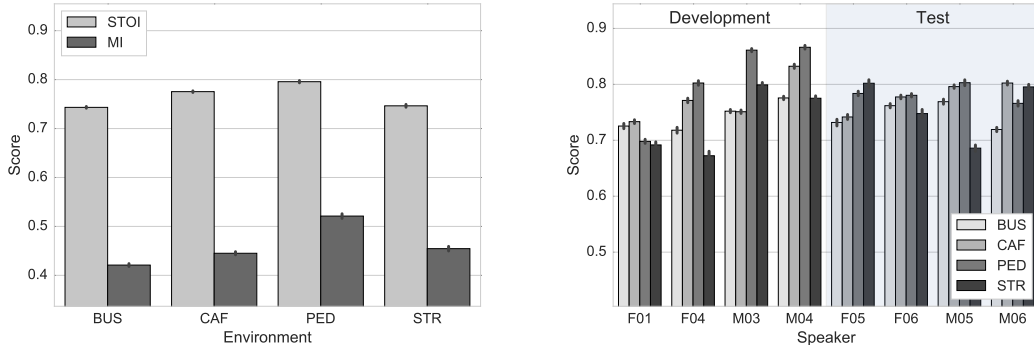 STOI
MI
0.9
0.8
0.7
0.6
0.5
0.4
Score
BUS CAF PED STR
Environment
Development Test
0.9
0.8
0.7
0.6
0.5
Score
BUS
CAF
PED
STR
F01 F04 M03 M04 F05 F06 M05 M06
Speaker